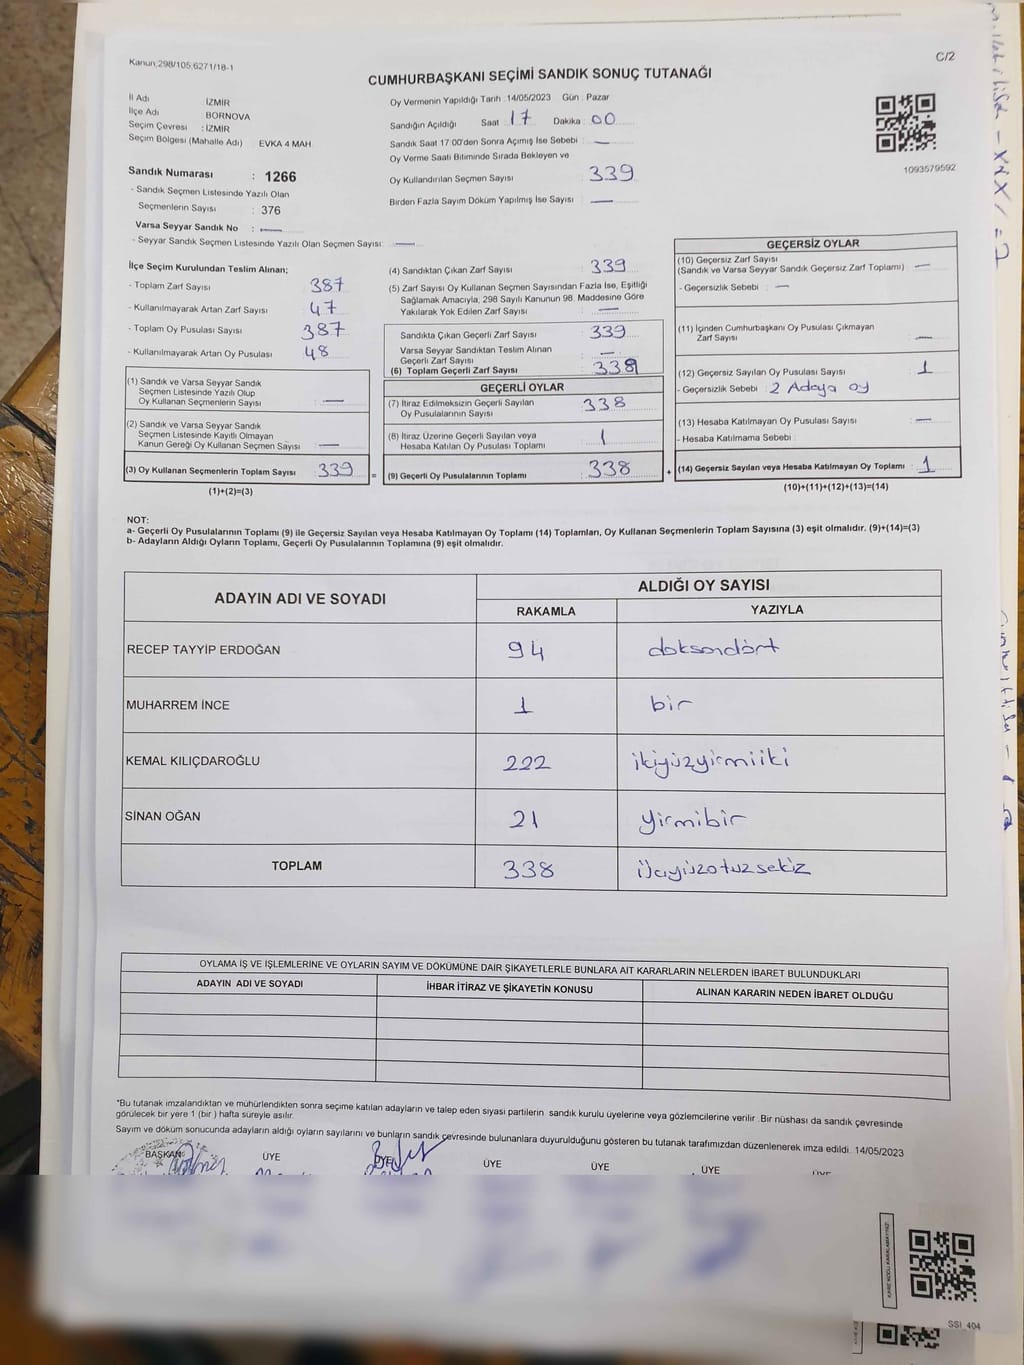 Kanun;298/105,6271/18-1
C/2
CUMHURBAŞKANI SEÇİMİ SANDIK SONUÇ TUTANAĞI
İl Adı İZMİR
İlçe Adı BORNOVA
Seçim Çevresi : İZMİR
Seçim Bölgesi (Mahalle Adı) EVKA 4 MAH.
Sandık Numarası : 1266
- Sandık Seçmen Listesinde Yazılı Olan
Seçmenlerin Sayısı : 376
Varsa Seyyar Sandık No : —
- Seyyar Sandık Seçmen Listesinde Yazılı Olan Seçmen Sayısı: —
Oy Vermenin Yapıldığı Tarih :14/05/2023 Gün : Pazar
Sandığın Açıldığı Saat : 17 Dakika : 00
Sandık Saat 17:00'den Sonra Açımış İse Sebebi : —
Oy Verme Saati Bitiminde Sırada Bekleyen ve
Oy Kullandırılan Seçmen Sayısı : 339
Birden Fazla Sayım Döküm Yapılmış İse Sayısı : —
1093579592
İlçe Seçim Kurulundan Teslim Alınan;
- Toplam Zarf Sayısı : 387
- Kullanılmayarak Artan Zarf Sayısı : 47
- Toplam Oy Pusulası Sayısı : 387
- Kullanılmayarak Artan Oy Pusulası : 48
(1) Sandık ve Varsa Seyyar Sandık
Seçmen Listesinde Yazılı Olup
Oy Kullanan Seçmenlerin Sayısı : —
(2) Sandık ve Varsa Seyyar Sandık
Seçmen Listesinde Kayıtlı Olmayan
Kanun Gereği Oy Kullanan Seçmen Sayısı : —
(3) Oy Kullanan Seçmenlerin Toplam Sayısı : 339 =
(1)+(2)=(3)
(4) Sandıktan Çıkan Zarf Sayısı : 339
(5) Zarf Sayısı Oy Kullanan Seçmen Sayısından Fazla İse, Eşitliği
Sağlamak Amacıyla, 298 Sayılı Kanunun 98. Maddesine Göre
Yakılarak Yok Edilen Zarf Sayısı : —
Sandıkta Çıkan Geçerli Zarf Sayısı : 339
Varsa Seyyar Sandıktan Teslim Alınan
Geçerli Zarf Sayısı : —
(6) Toplam Geçerli Zarf Sayısı : 338
GEÇERLİ OYLAR
(7) İtiraz Edilmeksizin Geçerli Sayılan
Oy Pusulalarının Sayısı : 338
(8) İtiraz Üzerine Geçerli Sayılan veya
Hesaba Katılan Oy Pusulası Toplamı : 1
(9) Geçerli Oy Pusulalarının Toplamı : 338 +
GEÇERSİZ OYLAR
(10) Geçersiz Zarf Sayısı
(Sandık ve Varsa Seyyar Sandık Geçersiz Zarf Toplamı) : —
- Geçersizlik Sebebi : —
(11) İçinden Cumhurbaşkanı Oy Pusulası Çıkmayan
Zarf Sayısı : —
(12) Geçersiz Sayılan Oy Pusulası Sayısı : 1
- Geçersizlik Sebebi : 2 Adaya oy
(13) Hesaba Katılmayan Oy Pusulası Sayısı : —
- Hesaba Katılmama Sebebi :
(14) Geçersiz Sayılan veya Hesaba Katılmayan Oy Toplamı : 1
(10)+(11)+(12)+(13)=(14)
NOT:
a- Geçerli Oy Pusulalarının Toplamı (9) ile Geçersiz Sayılan veya Hesaba Katılmayan Oy Toplamı (14) Toplamları, Oy Kullanan Seçmenlerin Toplam Sayısına (3) eşit olmalıdır. (9)+(14)=(3)
b- Adayların Aldığı Oyların Toplamı, Geçerli Oy Pusulalarının Toplamına (9) eşit olmalıdır.
ADAYIN ADI VE SOYADI ALDIĞI OY SAYISI
RAKAMLA YAZIYLA
RECEP TAYYİP ERDOĞAN 94 doksandört
MUHARREM İNCE 1 bir
KEMAL KILIÇDAROĞLU 222 ikiyüzyirmiiki
SİNAN OĞAN 21 yirmibir
TOPLAM 338 üçyüzotuzsekiz
OYLAMA İŞ VE İŞLEMLERİNE VE OYLARIN SAYIM VE DÖKÜMÜNE DAİR ŞİKAYETLERLE BUNLARA AİT KARARLARIN NELERDEN İBARET BULUNDUKLARI
ADAYIN ADI VE SOYADI İHBAR İTİRAZ VE ŞİKAYETİN KONUSU ALINAN KARARIN NEDEN İBARET OLDUĞU
*Bu tutanak imzalandıktan ve mühürlendikten sonra seçime katılan adayların ve talep eden siyasi partilerin sandık kurulu üyelerine veya gözlemcilerine verilir .Bir nüshası da sandık çevresinde
görülecek bir yere 1 (bir ) hafta süreyle asılır.
Sayım ve döküm sonucunda adayların aldığı oyların sayılarını ve bunların sandık çevresinde bulunanlara duyurulduğunu gösteren bu tutanak tarafımızdan düzenlenerek imza edildi. 14/05/2023
BAŞKAN ÜYE ÜYE ÜYE ÜYE ÜYE ÜYE
SSI_404